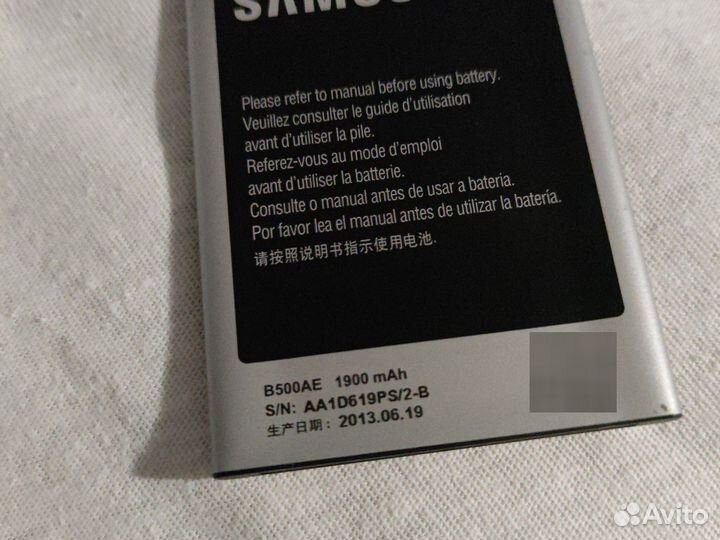 SAMSU
Please refer to manual before using battery.
Veuillez consulter le guide d'utilisation
avant d'utiliser la pile.
Referez-vous au mode d'emploi
avant d'utiliser la batterie.
Consulte o manual antes de usar a bateria.
Por favor lea el manual antes de utilizar la batería.
请按照说明书指示使用电池.
B500AE 1900 mAh
S/N: AA1D619PS/2-B
生产日期: 2013.06.19
Avito